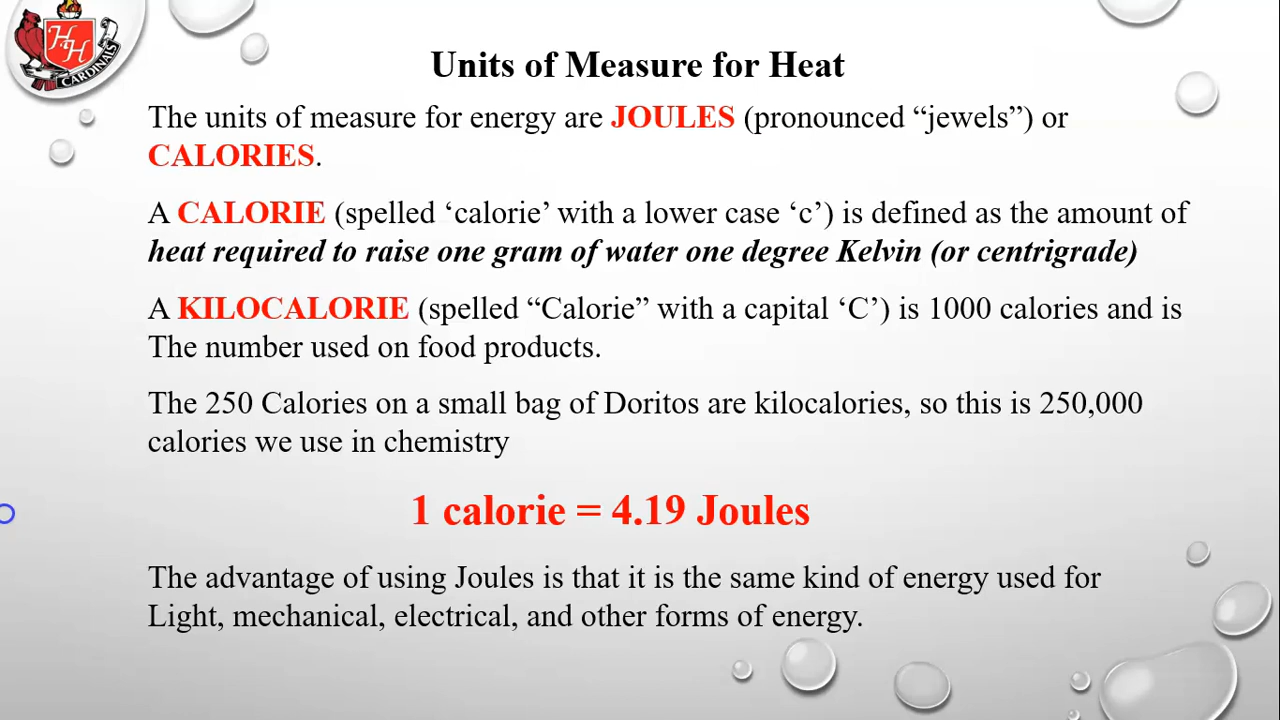 HH
CARDINALS
Units of Measure for Heat
The units of measure for energy are JOULES (pronounced “jewels”) or
CALORIES.
A CALORIE (spelled ‘calorie’ with a lower case ‘c’) is defined as the amount of
heat required to raise one gram of water one degree Kelvin (or centrigrade)
A KILOCALORIE (spelled “Calorie” with a capital ‘C’) is 1000 calories and is
The number used on food products.
The 250 Calories on a small bag of Doritos are kilocalories, so this is 250,000
calories we use in chemistry
1 calorie = 4.19 Joules
The advantage of using Joules is that it is the same kind of energy used for
Light, mechanical, electrical, and other forms of energy.